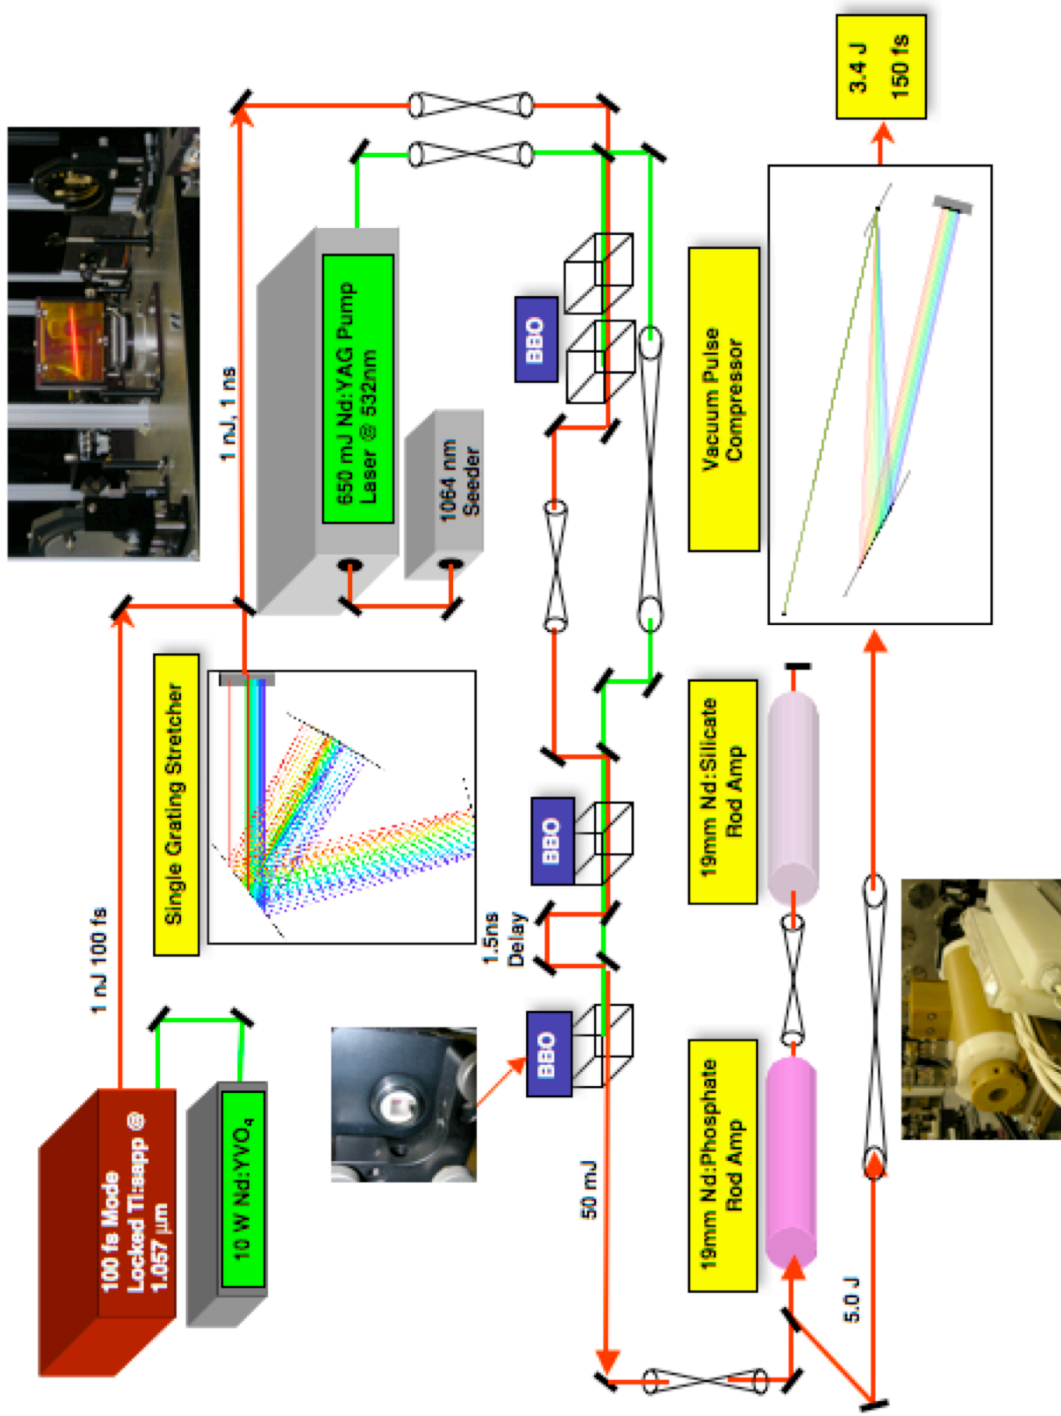 100 fs Mode
Locked Ti:sapp @
1.057 μm
10 W Nd:YVO4
1 nJ 100 fs
Single Grating Stretcher
1 nJ, 1 ns
650 mJ Nd:YAG Pump
Laser @ 532nm
1064 nm
Seeder
BBO
1.5ns
Delay
BBO
BBO
50 mJ
19mm Nd:Phosphate
Rod Amp
19mm Nd:Silicate
Rod Amp
Vacuum Pulse
Compressor
5.0 J
3.4 J
150 fs